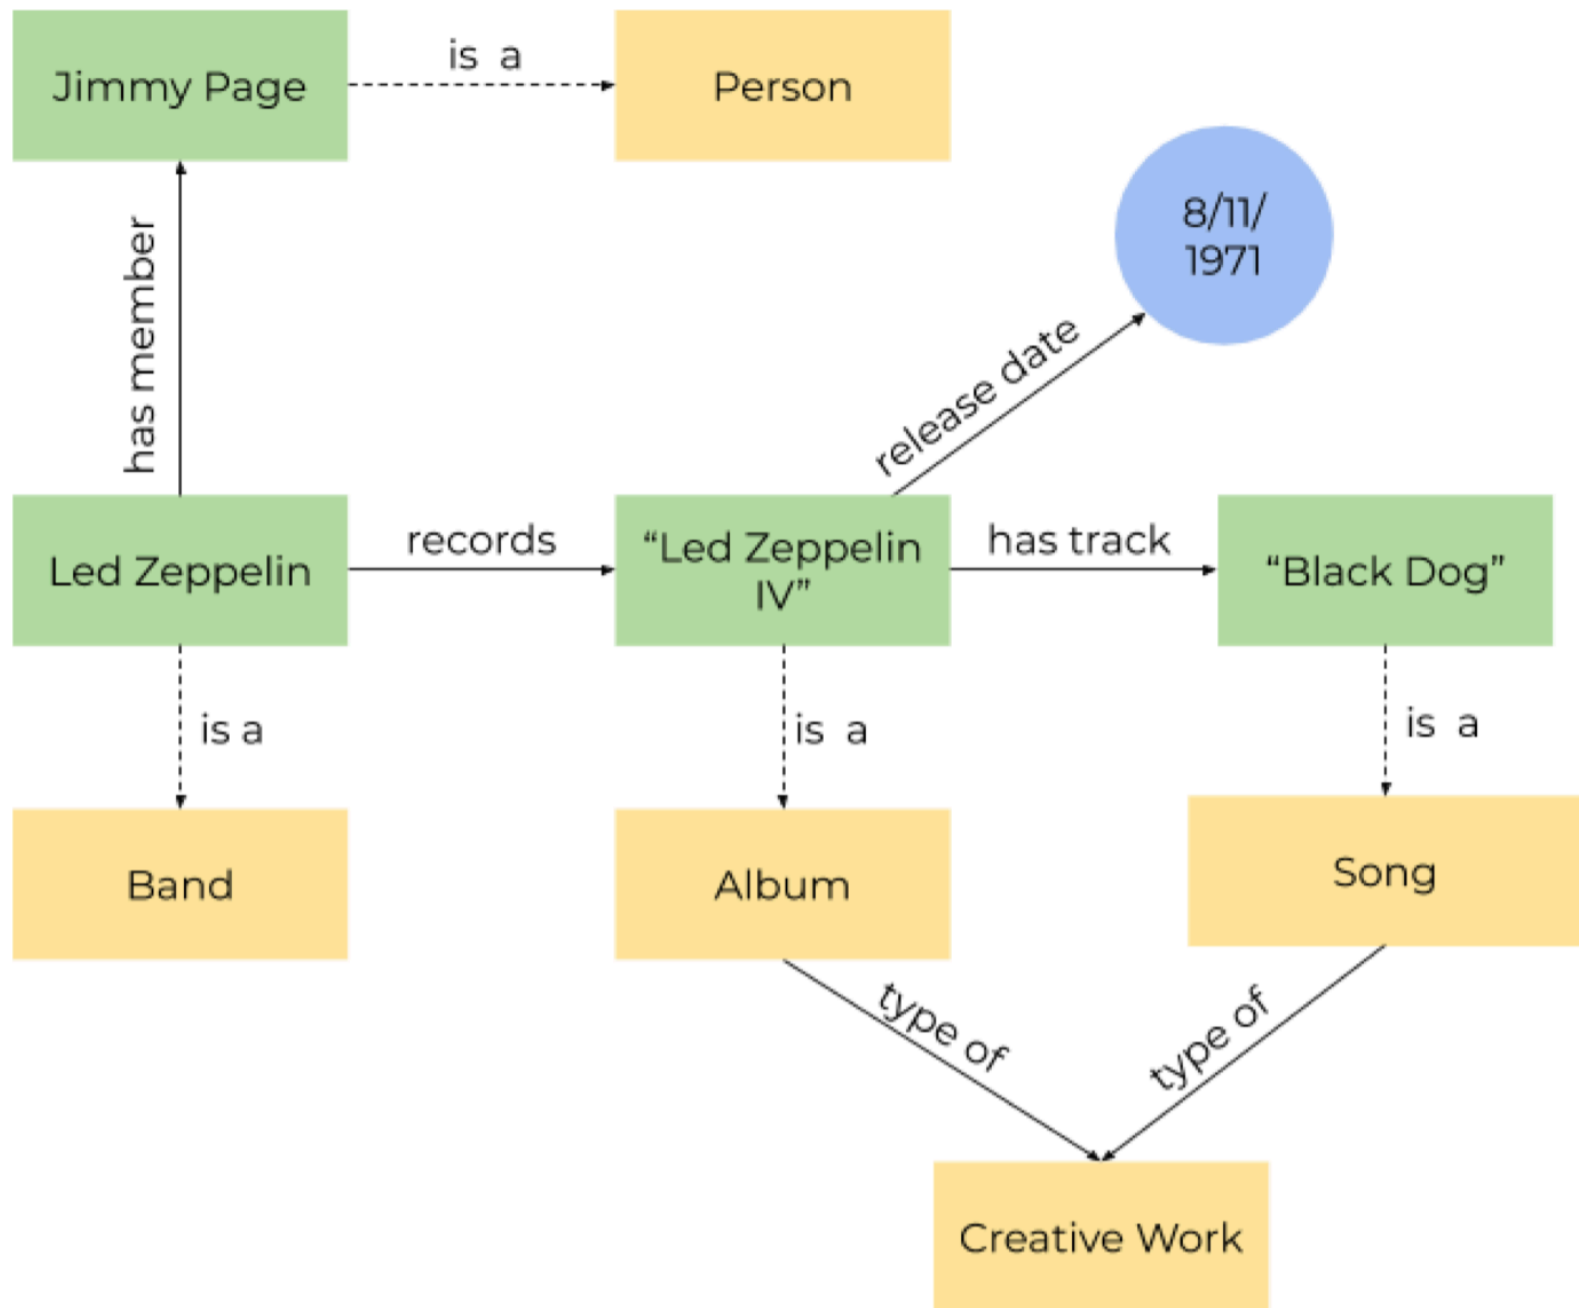 Jimmy Page
is a
Person
8/11/
1971
has member
release date
Led Zeppelin
records
“Led Zeppelin
IV”
has track
“Black Dog”
is a
is a
is a
Band
Album
Song
type of
type of
Creative Work